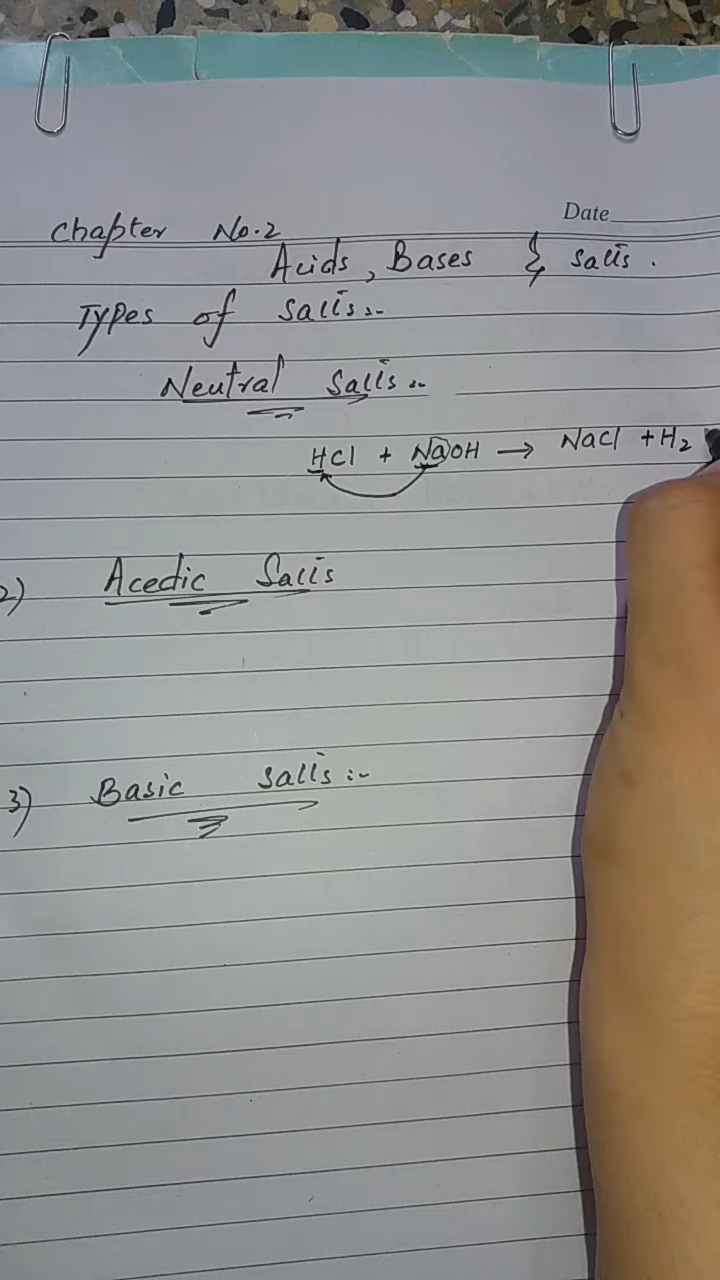 Date
Chapter No.2
Acids, Bases & Salts.
Types of Salts:-
Neutral Salts:-
HCl + NaOH → NaCl + H₂
2) Acedic Salts
3) Basic Salts:-